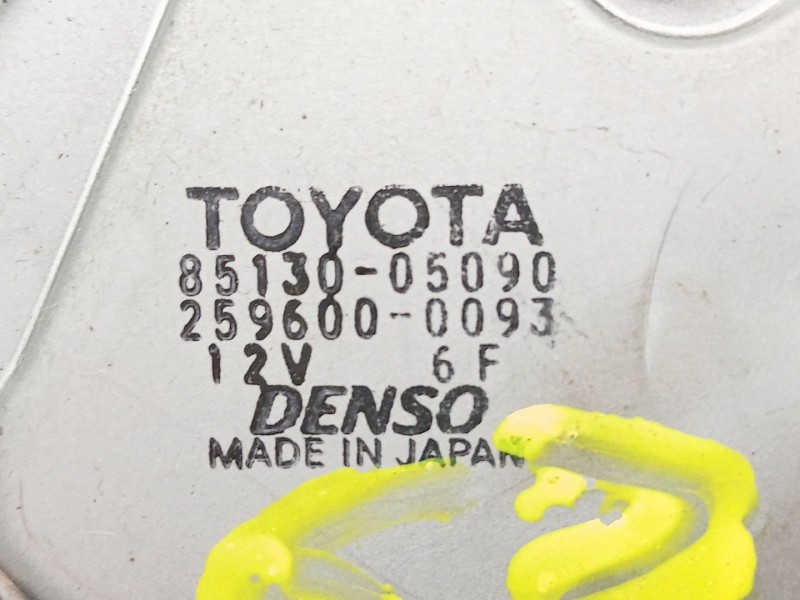 TOYOTA
85130-05090
259600-0093
12V 6F
DENSO
MADE IN JAPAN